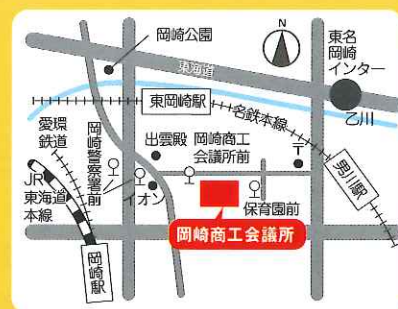 岡崎公園
N
東海道
東名
岡崎
インター
乙川
東岡崎駅
名鉄本線
愛環
鉄道
岡崎警察署前
出雲殿
岡崎商工
会議所前
〒
男川駅
JR
東海道
本線
イオン
保育園前
岡崎商工会議所
岡崎駅